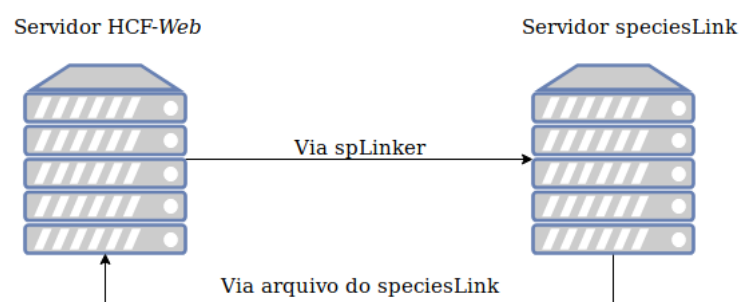 Servidor HCF-Web
Servidor speciesLink
Via spLinker
Via arquivo do speciesLink